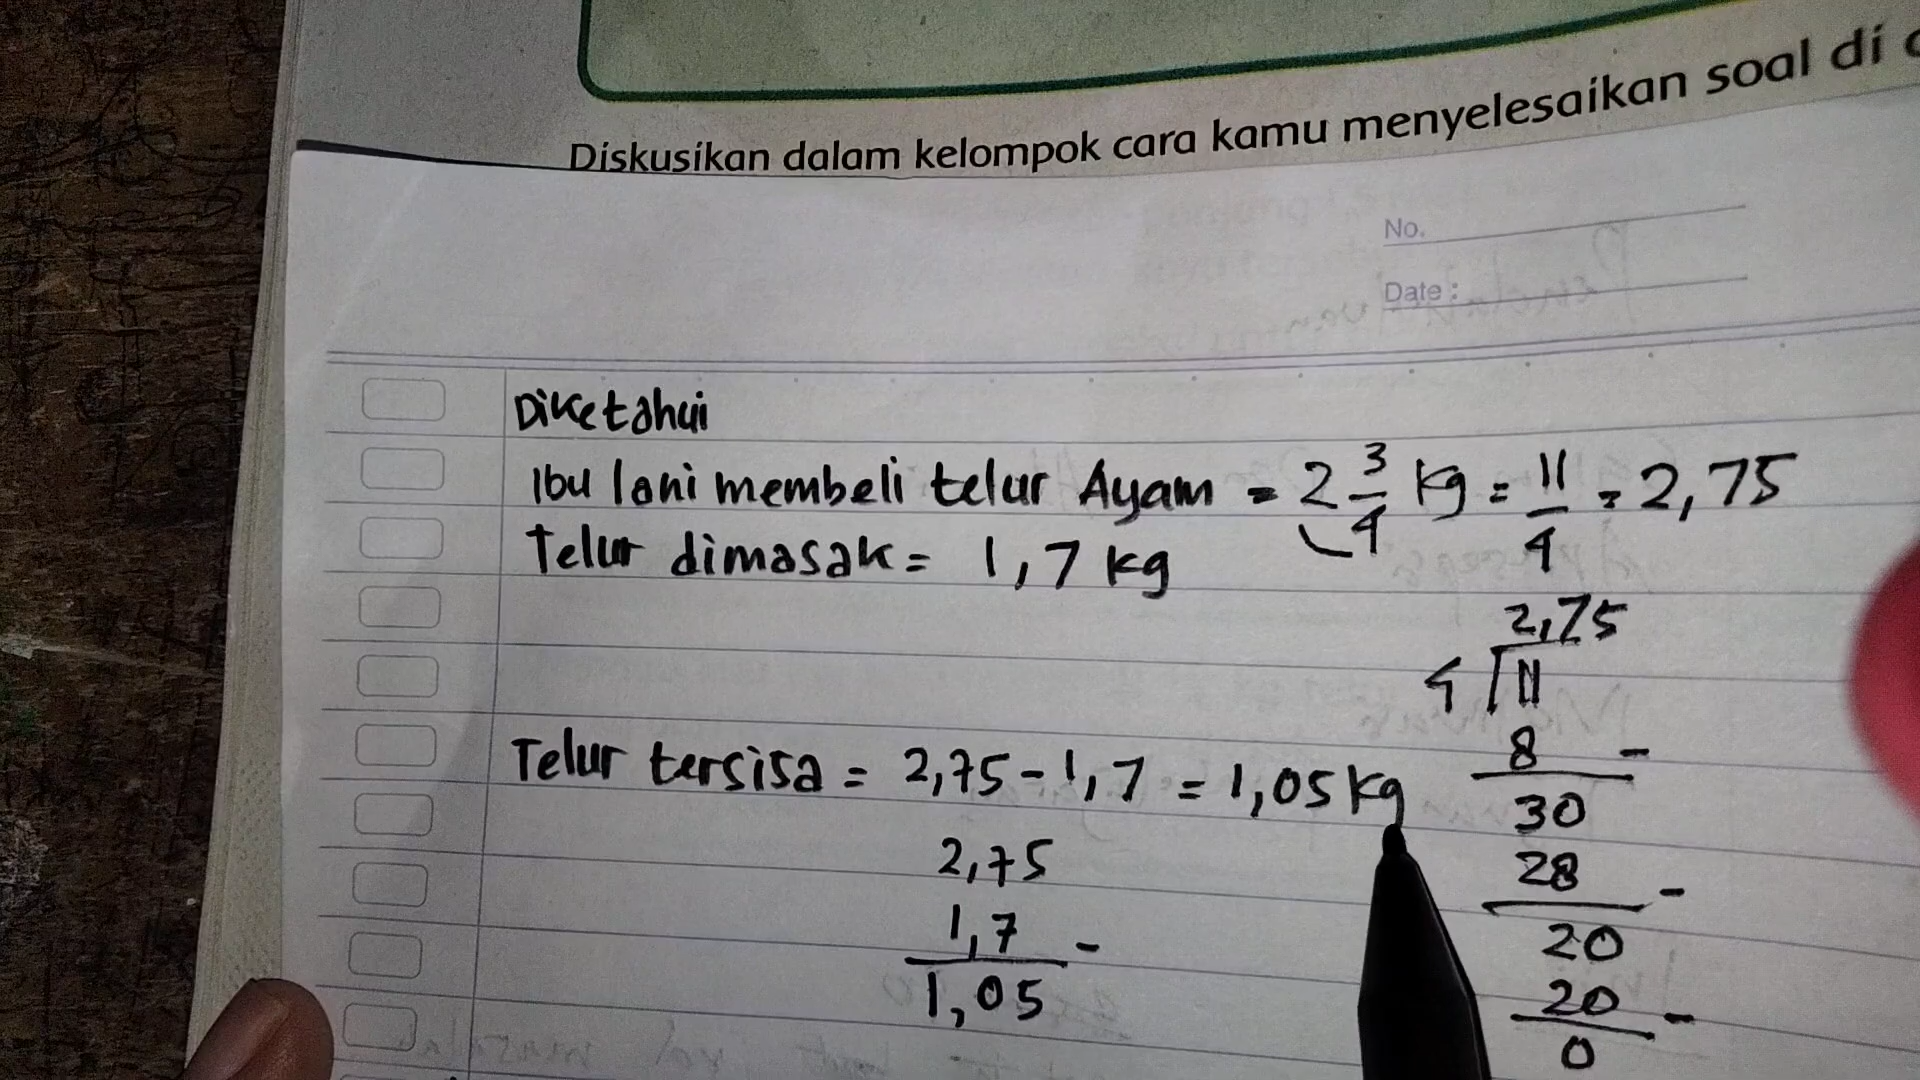 Diskusikan dalam kelompok cara kamu menyelesaikan soal di
No.
Date :
Diketahui
Ibu lani membeli telur Ayam = 2 3/4 kg = 11/4 = 2,75
Telur dimasak = 1,7 kg
2,75
4 √11
8 -
30
28 -
20
20 -
0
Telur tersisa = 2,75 - 1,7 = 1,05 kg
2,75
1,7 -
1,05